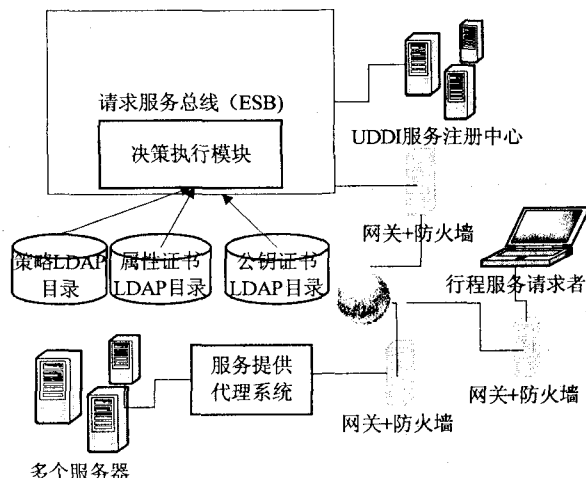 请求服务总线（ESB)
决策执行模块
UDDI服务注册中心
网关+防火墙
策略LDAP
目录
属性证书
LDAP目录
公钥证书
LDAP目录
行程服务请求者
服务提供
代理系统
网关+防火墙
网关+防火墙
多个服务器